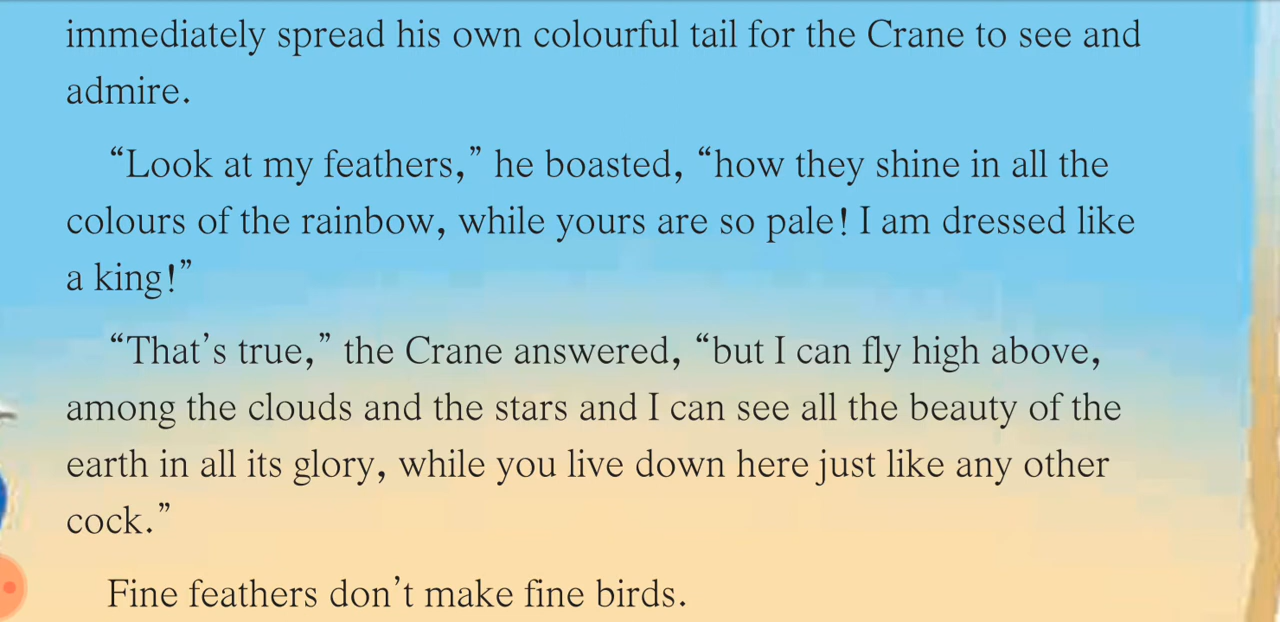 immediately spread his own colourful tail for the Crane to see and
admire.
“Look at my feathers,” he boasted, “how they shine in all the
colours of the rainbow, while yours are so pale! I am dressed like
a king!”
“That’s true,” the Crane answered, “but I can fly high above,
among the clouds and the stars and I can see all the beauty of the
earth in all its glory, while you live down here just like any other
cock.”
Fine feathers don’t make fine birds.